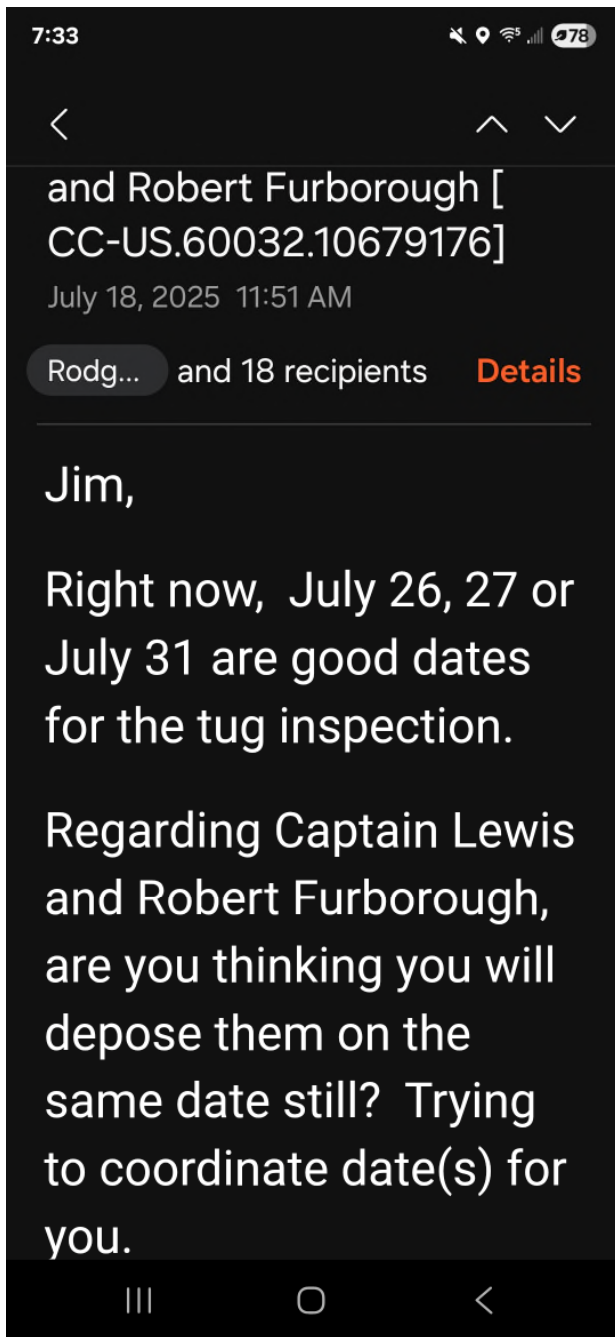 7:33
78
and Robert Furborough [
CC-US.60032.10679176]
July 18, 2025 11:51 AM
Rodg... and 18 recipients Details
Jim,
Right now,  July 26, 27 or
July 31 are good dates
for the tug inspection.
Regarding Captain Lewis
and Robert Furborough,
are you thinking you will
depose them on the
same date still?  Trying
to coordinate date(s) for
you.